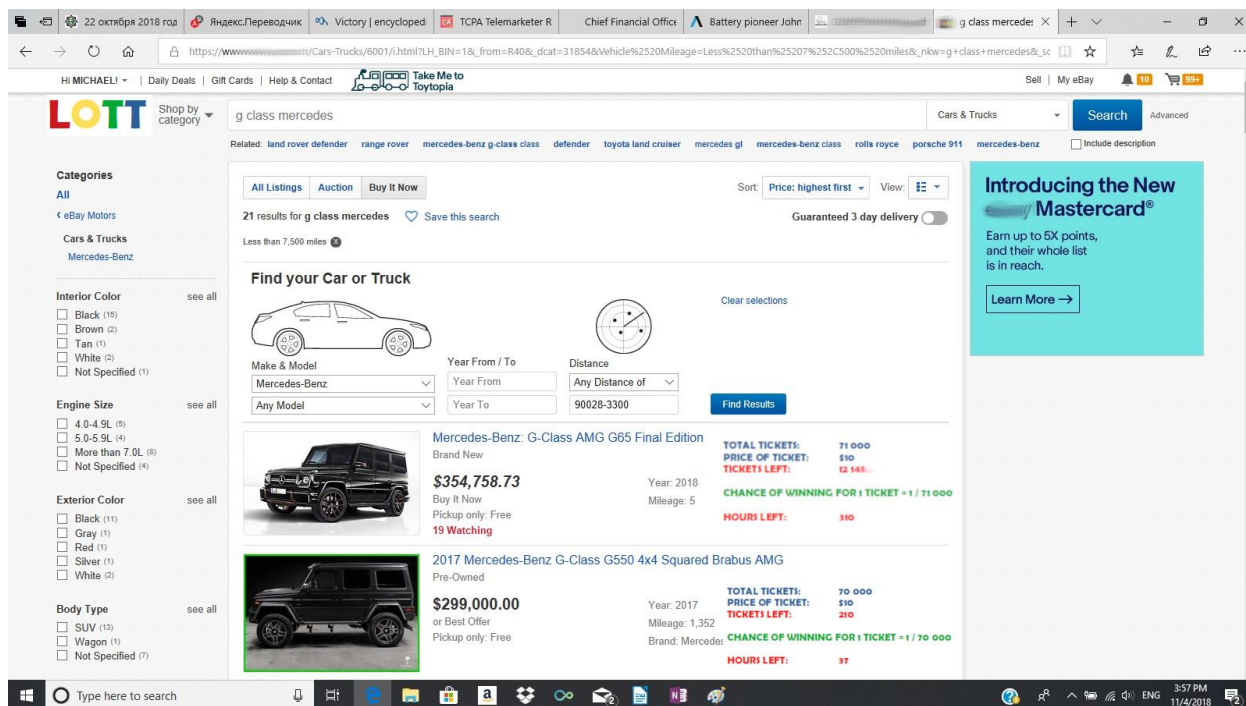 22 октября 2018 год
Яндекс.Переводчик
Victory | encycloped
TCPA Telemarketer R
Chief Financial Office
Battery pioneer John
g class mercedes
https://www /Cars-Trucks/6001/i.html?LH_BIN=1&_from=R40&_dcat=31854&Vehicle%2520Mileage=Less%2520than%25207%252C500%2520miles&_nkw=g+class+mercedes&_sc
Hi MICHAEL! | Daily Deals | Gift Cards | Help & Contact
Take Me to
Toytopia
Sell | My eBay 10 99+
LOTT
Shop by
category
g class mercedes
Cars & Trucks
Search
Advanced
Related: land rover defender range rover mercedes-benz g-class class defender toyota land cruiser mercedes gl mercedes-benz class rolls royce porsche 911 mercedes-benz
Include description
Categories
All
eBay Motors
Cars & Trucks
Mercedes-Benz
Interior Color see all
Black (15)
Brown (2)
Tan (1)
White (2)
Not Specified (1)
Engine Size see all
4.0-4.9L (5)
5.0-5.9L (4)
More than 7.0L (8)
Not Specified (4)
Exterior Color see all
Black (11)
Gray (1)
Red (1)
Silver (1)
White (2)
Body Type see all
SUV (13)
Wagon (1)
Not Specified (7)
All Listings Auction Buy It Now
Sort: Price: highest first View:
21 results for g class mercedes Save this search
Guaranteed 3 day delivery
Less than 7,500 miles
Find your Car or Truck
Clear selections
Make & Model
Mercedes-Benz
Any Model
Year From / To
Year From
Year To
Distance
Any Distance of
90028-3300
Find Results
Mercedes-Benz: G-Class AMG G65 Final Edition
Brand New
$354,758.73
Buy It Now
Pickup only: Free
19 Watching
Year: 2018
Mileage: 5
TOTAL TICKETS: 71 000
PRICE OF TICKET: $10
TICKETS LEFT: 12 143
CHANCE OF WINNING FOR 1 TICKET = 1 / 71 000
HOURS LEFT: 310
2017 Mercedes-Benz G-Class G550 4x4 Squared Brabus AMG
Pre-Owned
$299,000.00
or Best Offer
Pickup only: Free
Year: 2017
Mileage: 1,352
Brand: Mercedes
TOTAL TICKETS: 70 000
PRICE OF TICKET: $10
TICKETS LEFT: 210
CHANCE OF WINNING FOR 1 TICKET = 1 / 70 000
HOURS LEFT: 37
Introducing the New
Mastercard®
Earn up to 5X points,
and their whole list
is in reach.
Learn More →
Type here to search
ENG
3:57 PM
11/4/2018